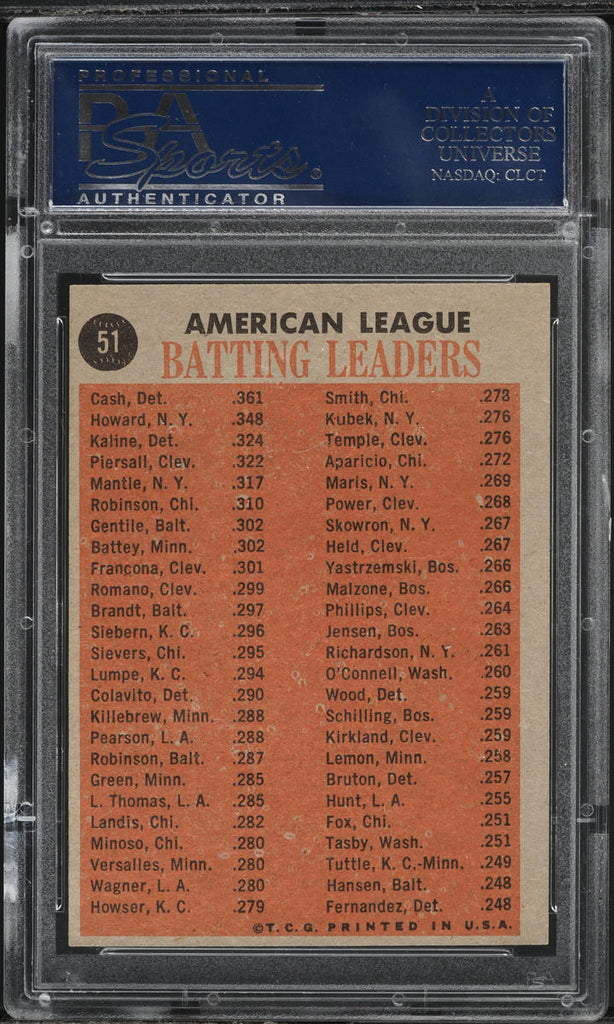 PROFESSIONAL
PSA
Sports®
AUTHENTICATOR
A
DIVISION OF
COLLECTORS
UNIVERSE
NASDAQ: CLCT
51
AMERICAN LEAGUE
BATTING LEADERS
Cash, Det. .361
Howard, N. Y. .348
Kaline, Det. .324
Piersall, Clev. .322
Mantle, N. Y. .317
Robinson, Chi. .310
Gentile, Balt. .302
Battey, Minn. .302
Francona, Clev. .301
Romano, Clev. .299
Brandt, Balt. .297
Siebern, K. C. .296
Sievers, Chi. .295
Lumpe, K. C. .294
Colavito, Det. .290
Killebrew, Minn. .288
Pearson, L. A. .288
Robinson, Balt. .287
Green, Minn. .285
L. Thomas, L. A. .285
Landis, Chi. .282
Minoso, Chi. .280
Versalles, Minn. .280
Wagner, L. A. .280
Howser, K. C. .279
Smith, Chi. .278
Kubek, N. Y. .276
Temple, Clev. .276
Aparicio, Chi. .272
Maris, N. Y. .269
Power, Clev. .268
Skowron, N. Y. .267
Held, Clev. .267
Yastrzemski, Bos. .266
Malzone, Bos. .266
Phillips, Clev. .264
Jensen, Bos. .263
Richardson, N. Y. .261
O'Connell, Wash. .260
Wood, Det. .259
Schilling, Bos. .259
Kirkland, Clev. .259
Lemon, Minn. .258
Bruton, Det. .257
Hunt, L. A. .255
Fox, Chi. .251
Tasby, Wash. .251
Tuttle, K. C.-Minn. .249
Hansen, Balt. .248
Fernandez, Det. .248
©T. C. G. PRINTED IN U.S.A.